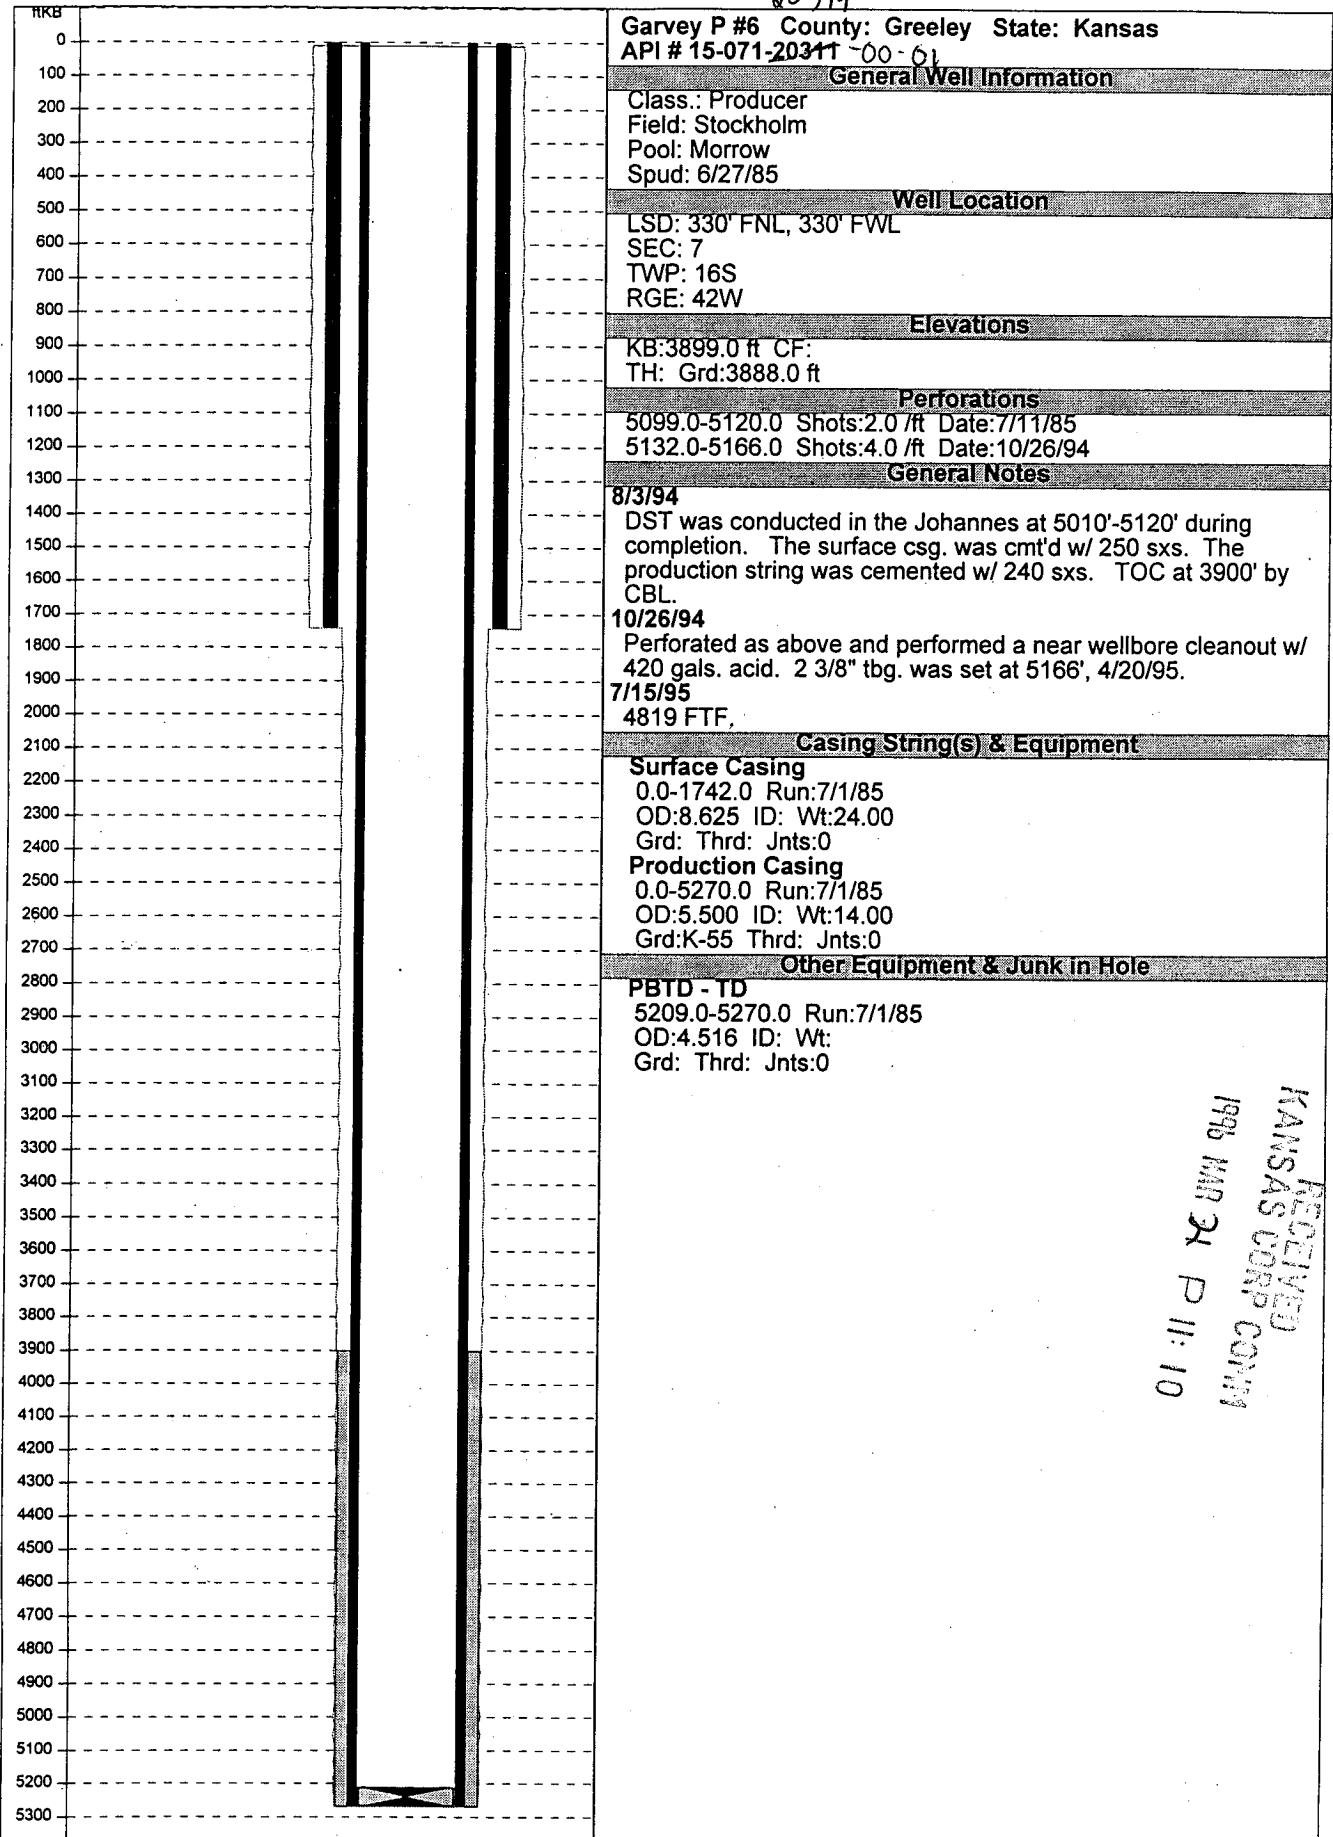 ftKB
0
100
200
300
400
500
600
700
800
900
1000
1100
1200
1300
1400
1500
1600
1700
1800
1900
2000
2100
2200
2300
2400
2500
2600
2700
2800
2900
3000
3100
3200
3300
3400
3500
3600
3700
3800
3900
4000
4100
4200
4300
4400
4500
4600
4700
4800
4900
5000
5100
5200
5300
Garvey P #6 County: Greeley State: Kansas
API # 15-071-20311 -00-01
General Well Information
Class.: Producer
Field: Stockholm
Pool: Morrow
Spud: 6/27/85
Well Location
LSD: 330' FNL, 330' FWL
SEC: 7
TWP: 16S
RGE: 42W
Elevations
KB:3899.0 ft CF:
TH: Grd:3888.0 ft
Perforations
5099.0-5120.0 Shots:2.0 /ft Date:7/11/85
5132.0-5166.0 Shots:4.0 /ft Date:10/26/94
General Notes
8/3/94
DST was conducted in the Johannes at 5010'-5120' during
completion. The surface csg. was cmt'd w/ 250 sxs. The
production string was cemented w/ 240 sxs. TOC at 3900' by
CBL.
10/26/94
Perforated as above and performed a near wellbore cleanout w/
420 gals. acid. 2 3/8" tbg. was set at 5166', 4/20/95.
7/15/95
4819 FTF,
Casing String(s) & Equipment
Surface Casing
0.0-1742.0 Run:7/1/85
OD:8.625 ID: Wt:24.00
Grd: Thrd: Jnts:0
Production Casing
0.0-5270.0 Run:7/1/85
OD:5.500 ID: Wt:14.00
Grd:K-55 Thrd: Jnts:0
Other Equipment & Junk in Hole
PBTD - TD
5209.0-5270.0 Run:7/1/85
OD:4.516 ID: Wt:
Grd: Thrd: Jnts:0
RECEIVED
KANSAS CORP COMM
1996 MAR 21 P 11: 10